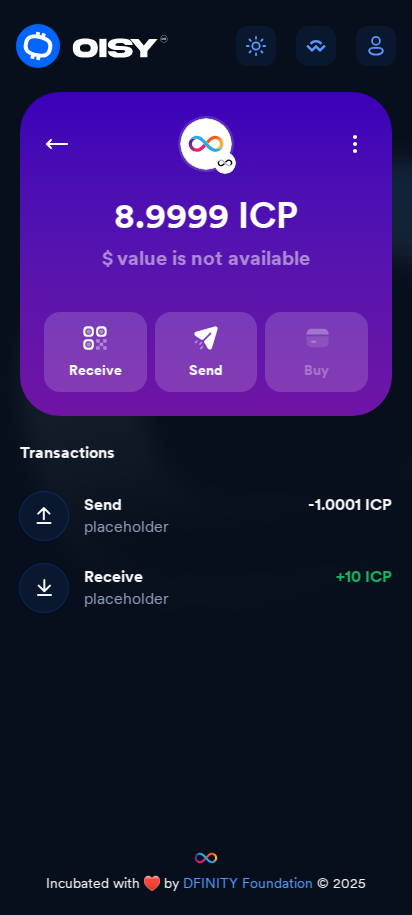 OISY
8.9999 ICP
$ value is not available
Receive
Send
Buy
Transactions
Send
-1.0001 ICP
placeholder
Receive
+10 ICP
placeholder
Incubated with ❤️ by DFINITY Foundation © 2025